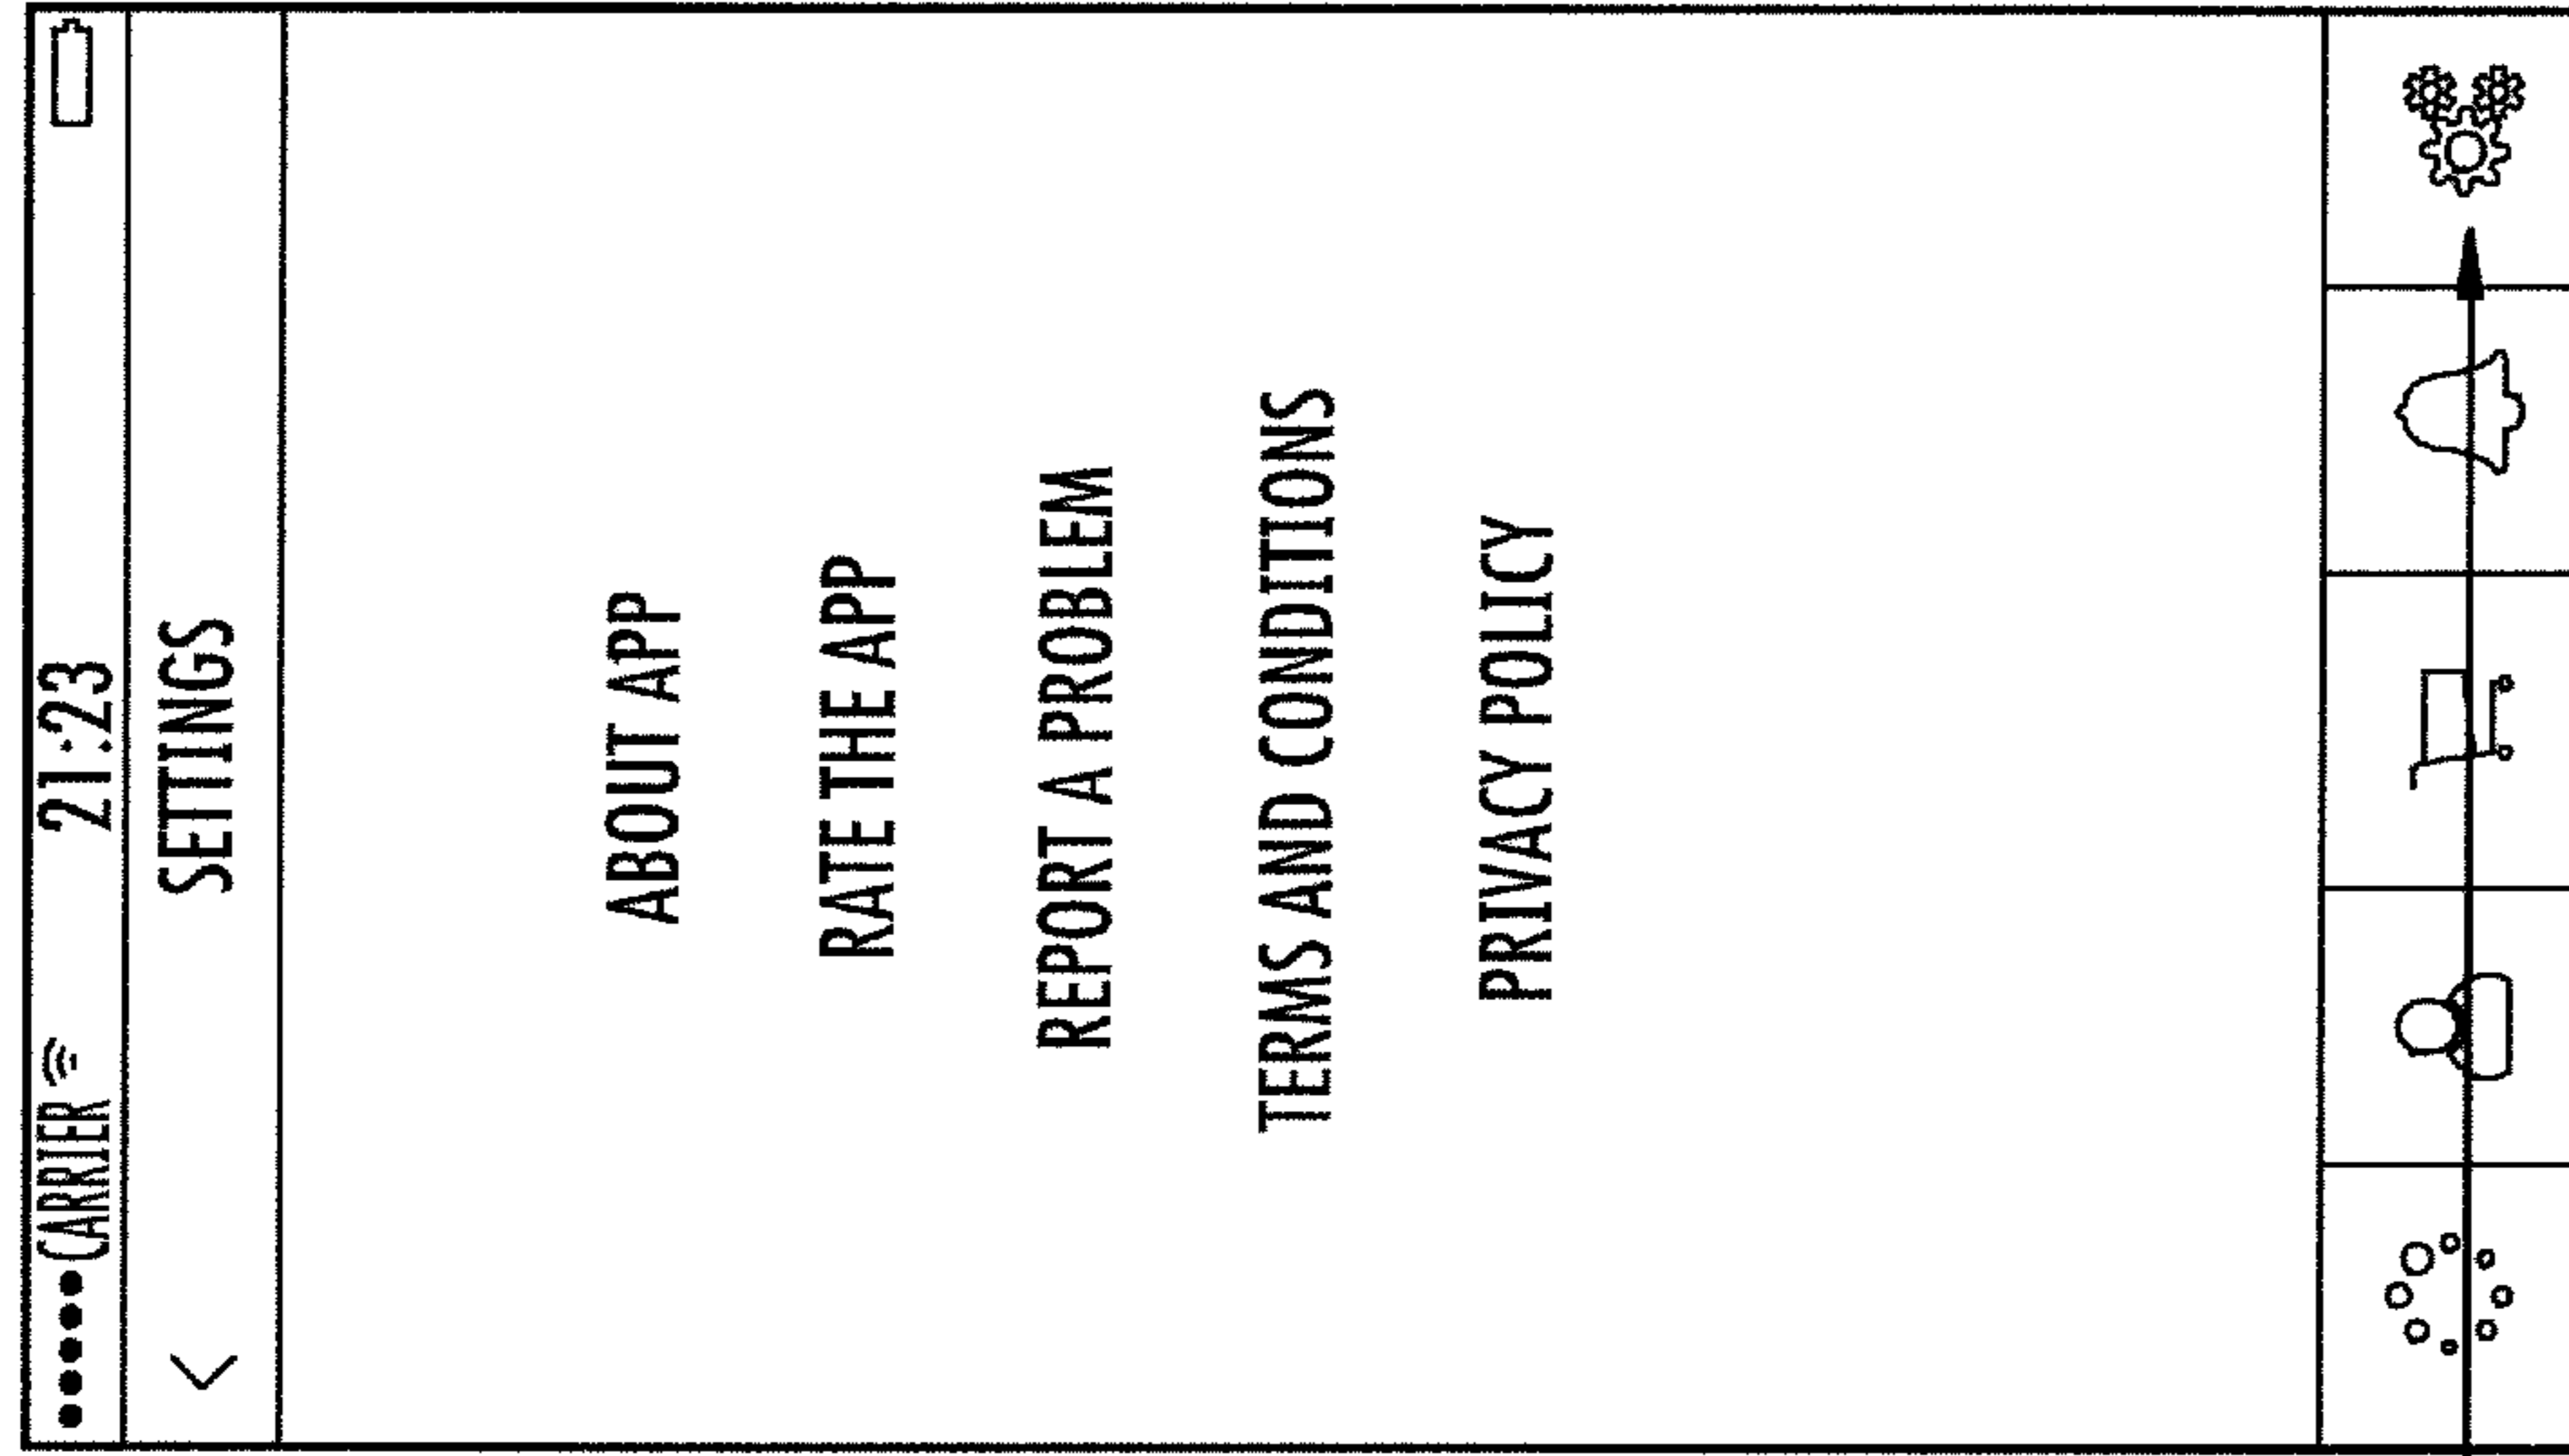 CARRIER 21:23
SETTINGS
ABOUT APP
RATE THE APP
REPORT A PROBLEM
TERMS AND CONDITIONS
PRIVACY POLICY